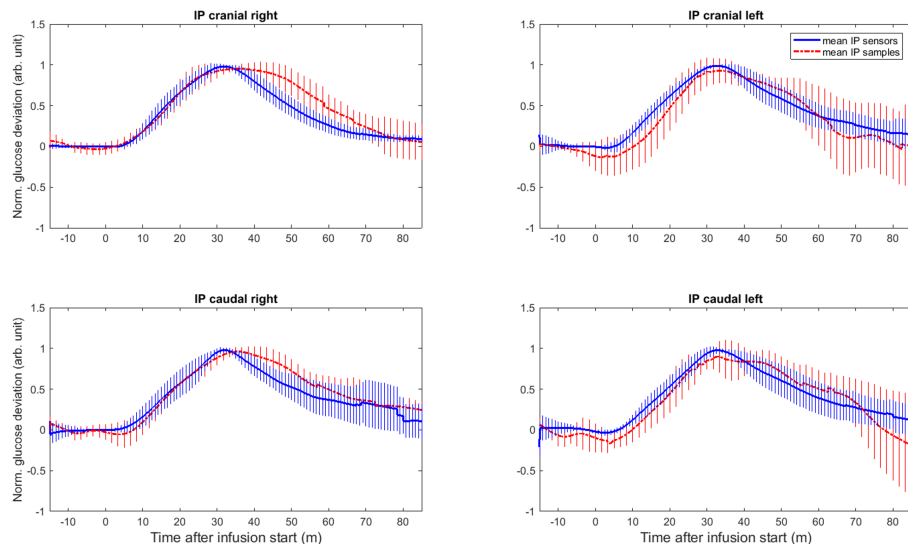 IP cranial right
1.5
1
0.5
0
-0.5
-1
Norm. glucose deviation (arb. unit)
-10 0 10 20 30 40 50 60 70 80
IP cranial left
mean IP sensors
mean IP samples
1.5
1
0.5
0
-0.5
-1
-10 0 10 20 30 40 50 60 70 80
IP caudal right
1.5
1
0.5
0
-0.5
-1
Norm. glucose deviation (arb. unit)
-10 0 10 20 30 40 50 60 70 80
Time after infusion start (m)
IP caudal left
1.5
1
0.5
0
-0.5
-1
-10 0 10 20 30 40 50 60 70 80
Time after infusion start (m)